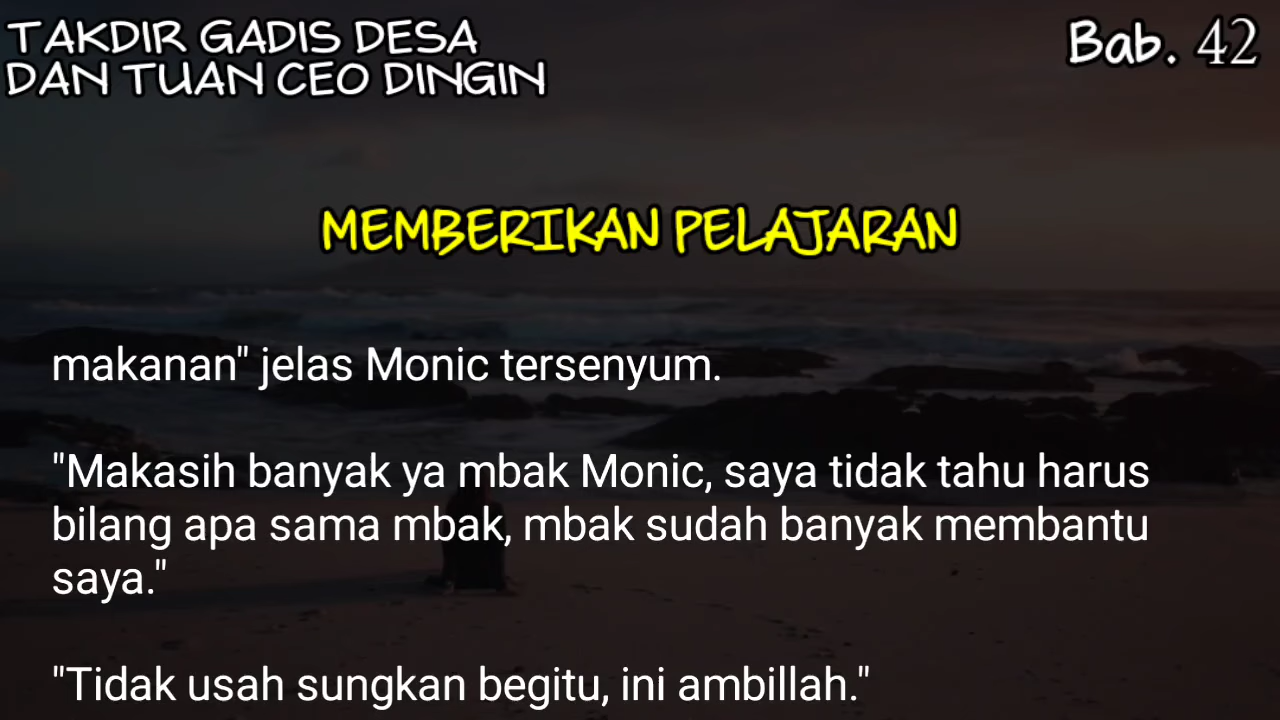 TAKDIR GADIS DESA
DAN TUAN CEO DINGIN
Bab. 42
MEMBERIKAN PELAJARAN
makanan" jelas Monic tersenyum.
"Makasih banyak ya mbak Monic, saya tidak tahu harus
bilang apa sama mbak, mbak sudah banyak membantu
saya."
"Tidak usah sungkan begitu, ini ambillah."